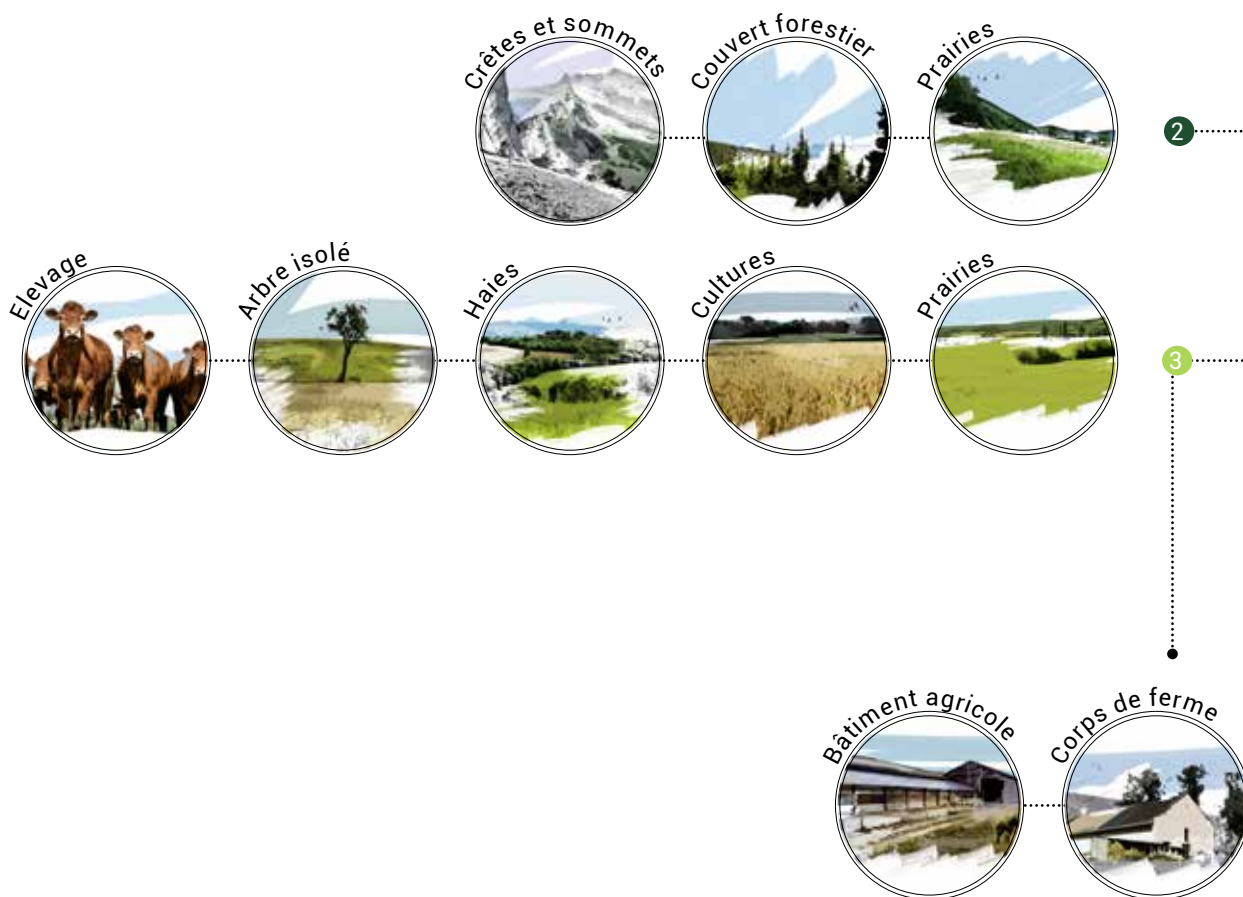 Crêtes et sommets
Couvert forestier
Prairies
2
Elevage
Arbre isolé
Haies
Cultures
Prairies
3
Bâtiment agricole
Corps de ferme